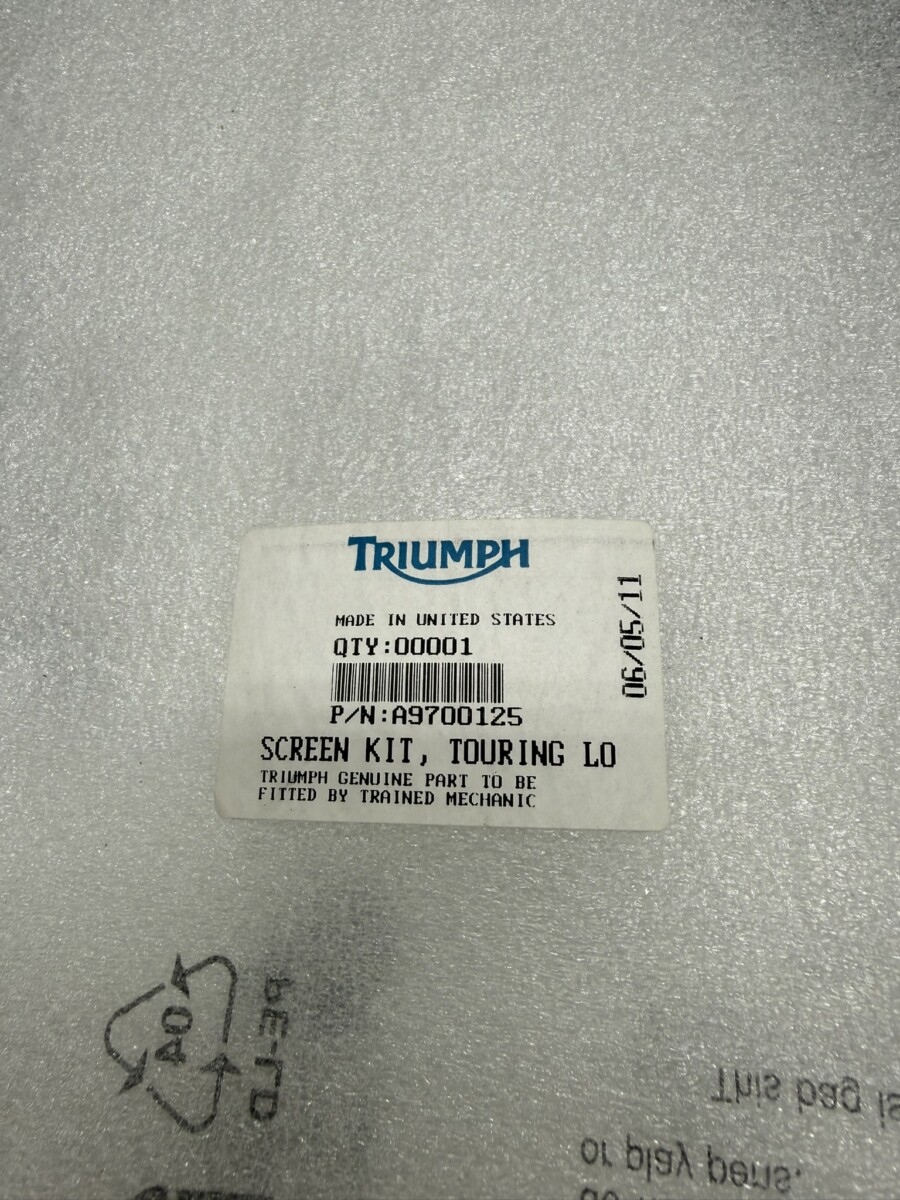 TRIUMPH
MADE IN UNITED STATES
QTY:00001
P/N:A9700125
SCREEN KIT, TOURING LO
TRIUMPH GENUINE PART TO BE
FITTED BY TRAINED MECHANIC
06/05/11
PE-LD
This bag is
or play pens.